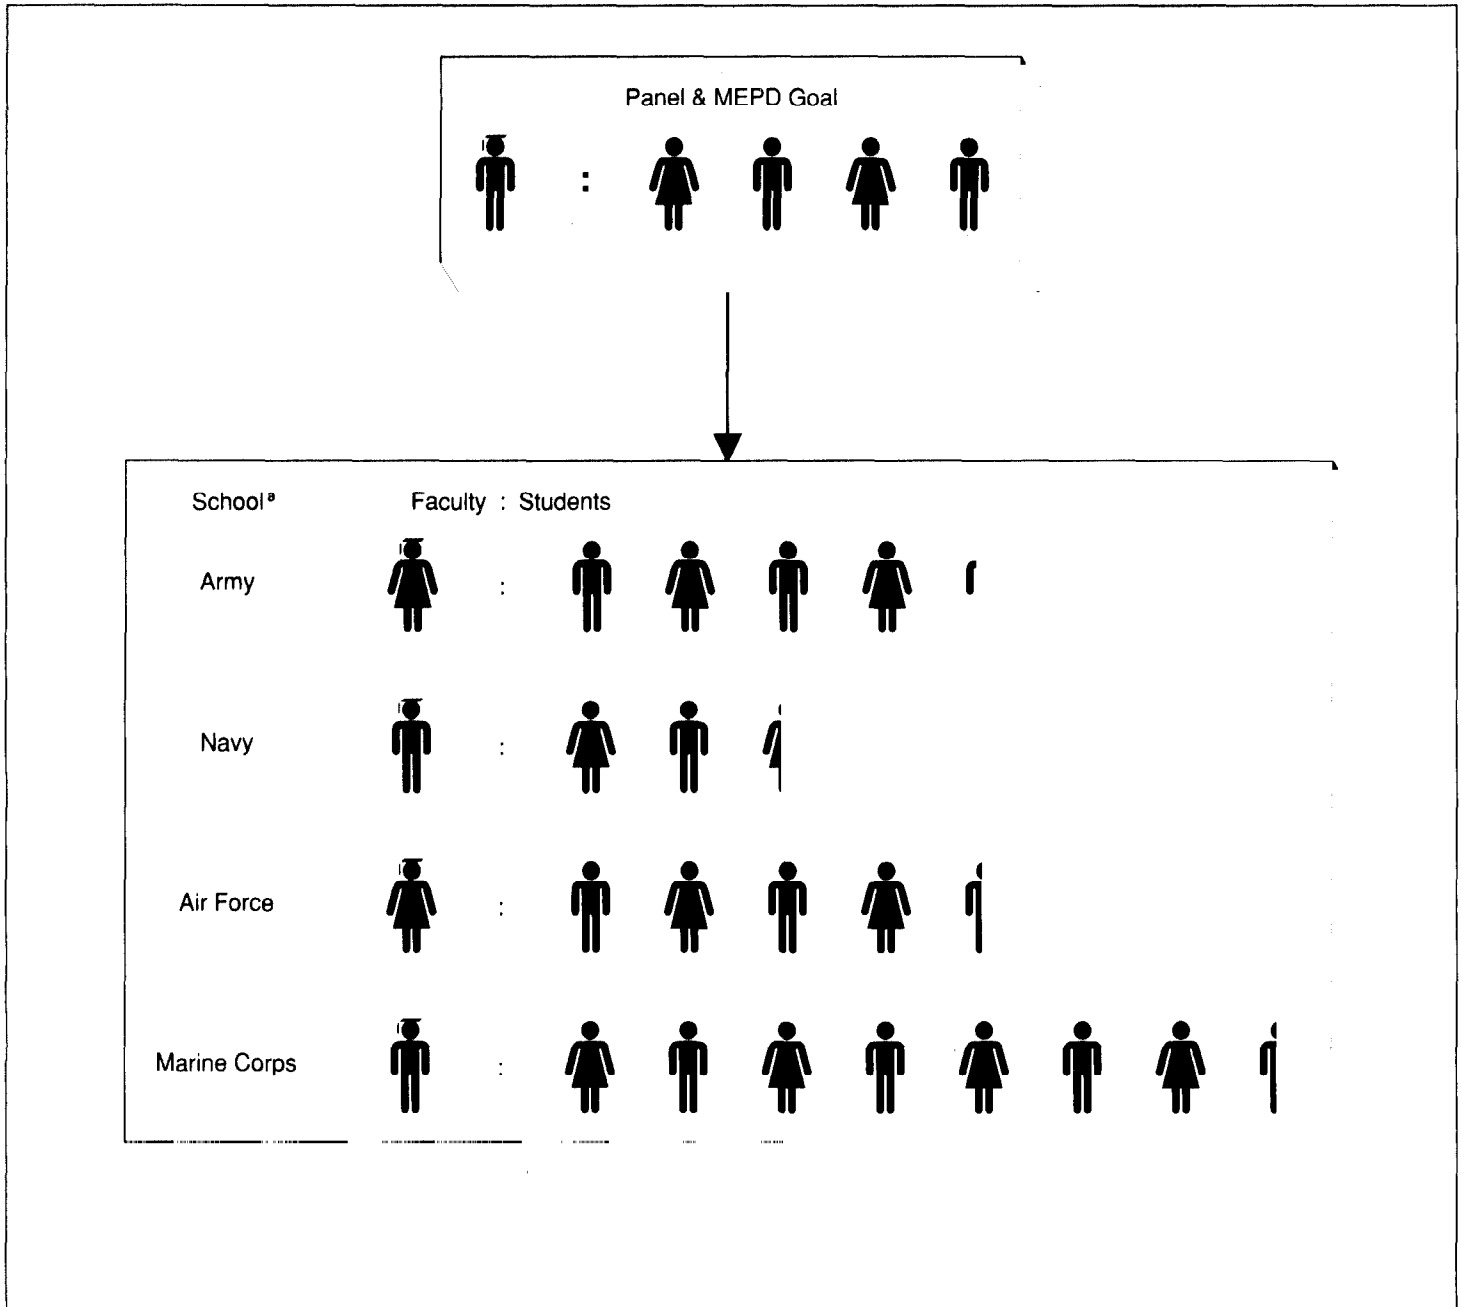 Panel & MEPD Goal
:
School a Faculty : Students
Army :
Navy :
Air Force :
Marine Corps :